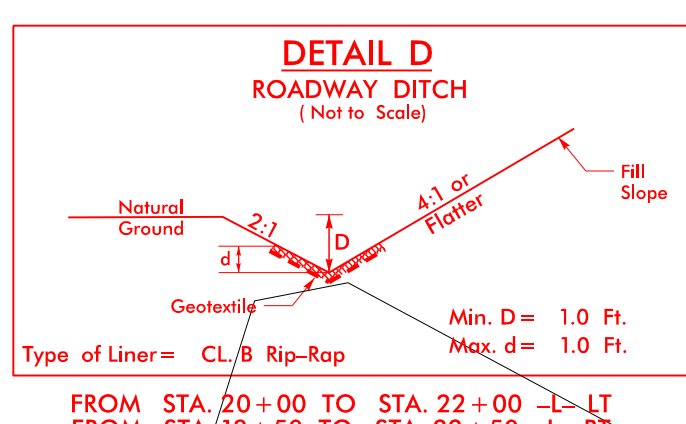 DETAIL D
ROADWAY DITCH
( Not to Scale)
Fill
Slope
4:1 or
Flatter
Natural
Ground
2:1
D
d
Geotextile
Min. D= 1.0 Ft.
Max. d= 1.0 Ft.
Type of Liner= CL. B Rip-Rap
FROM STA. 20+00 TO STA. 22+00 -L- LT